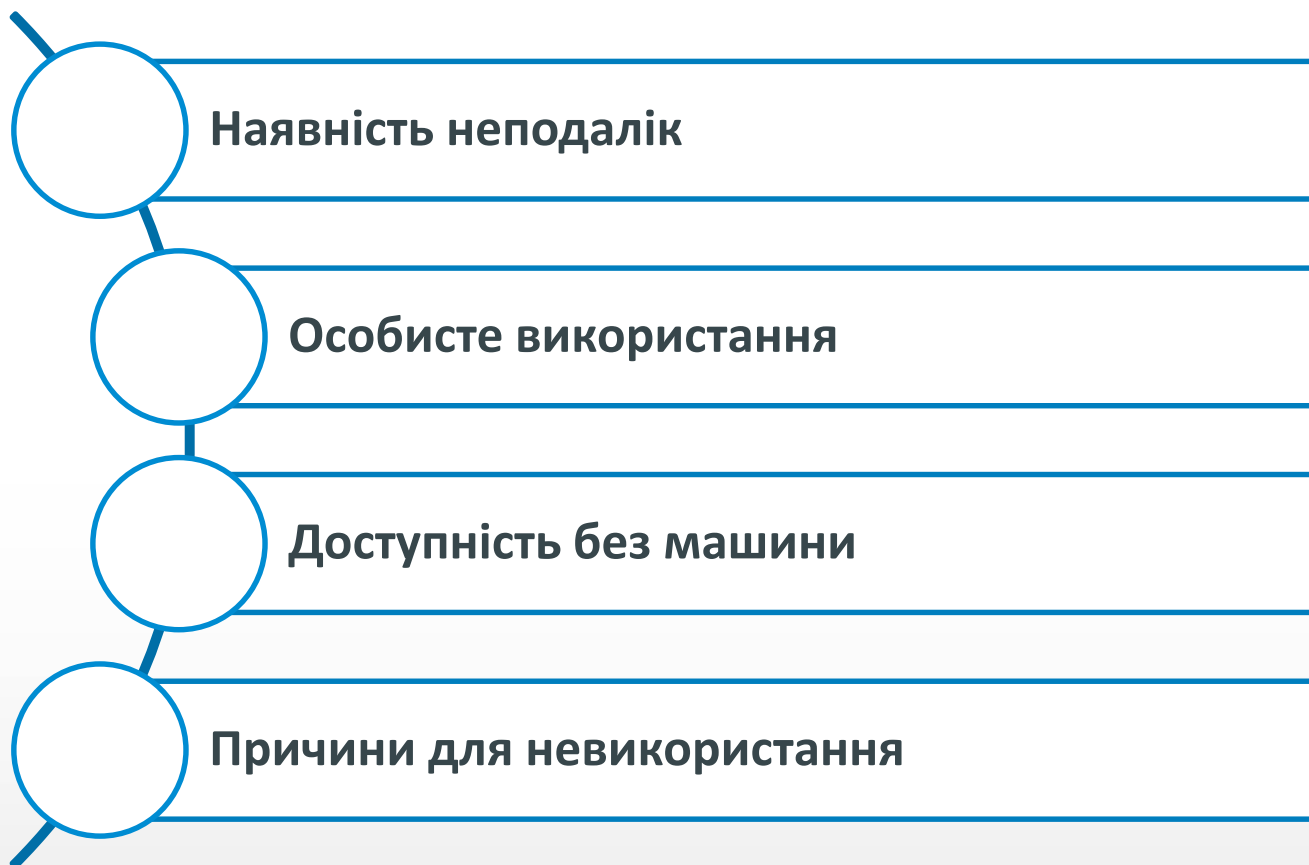 Наявність неподалік
Особисте використання
Доступність без машини
Причини для невикористання